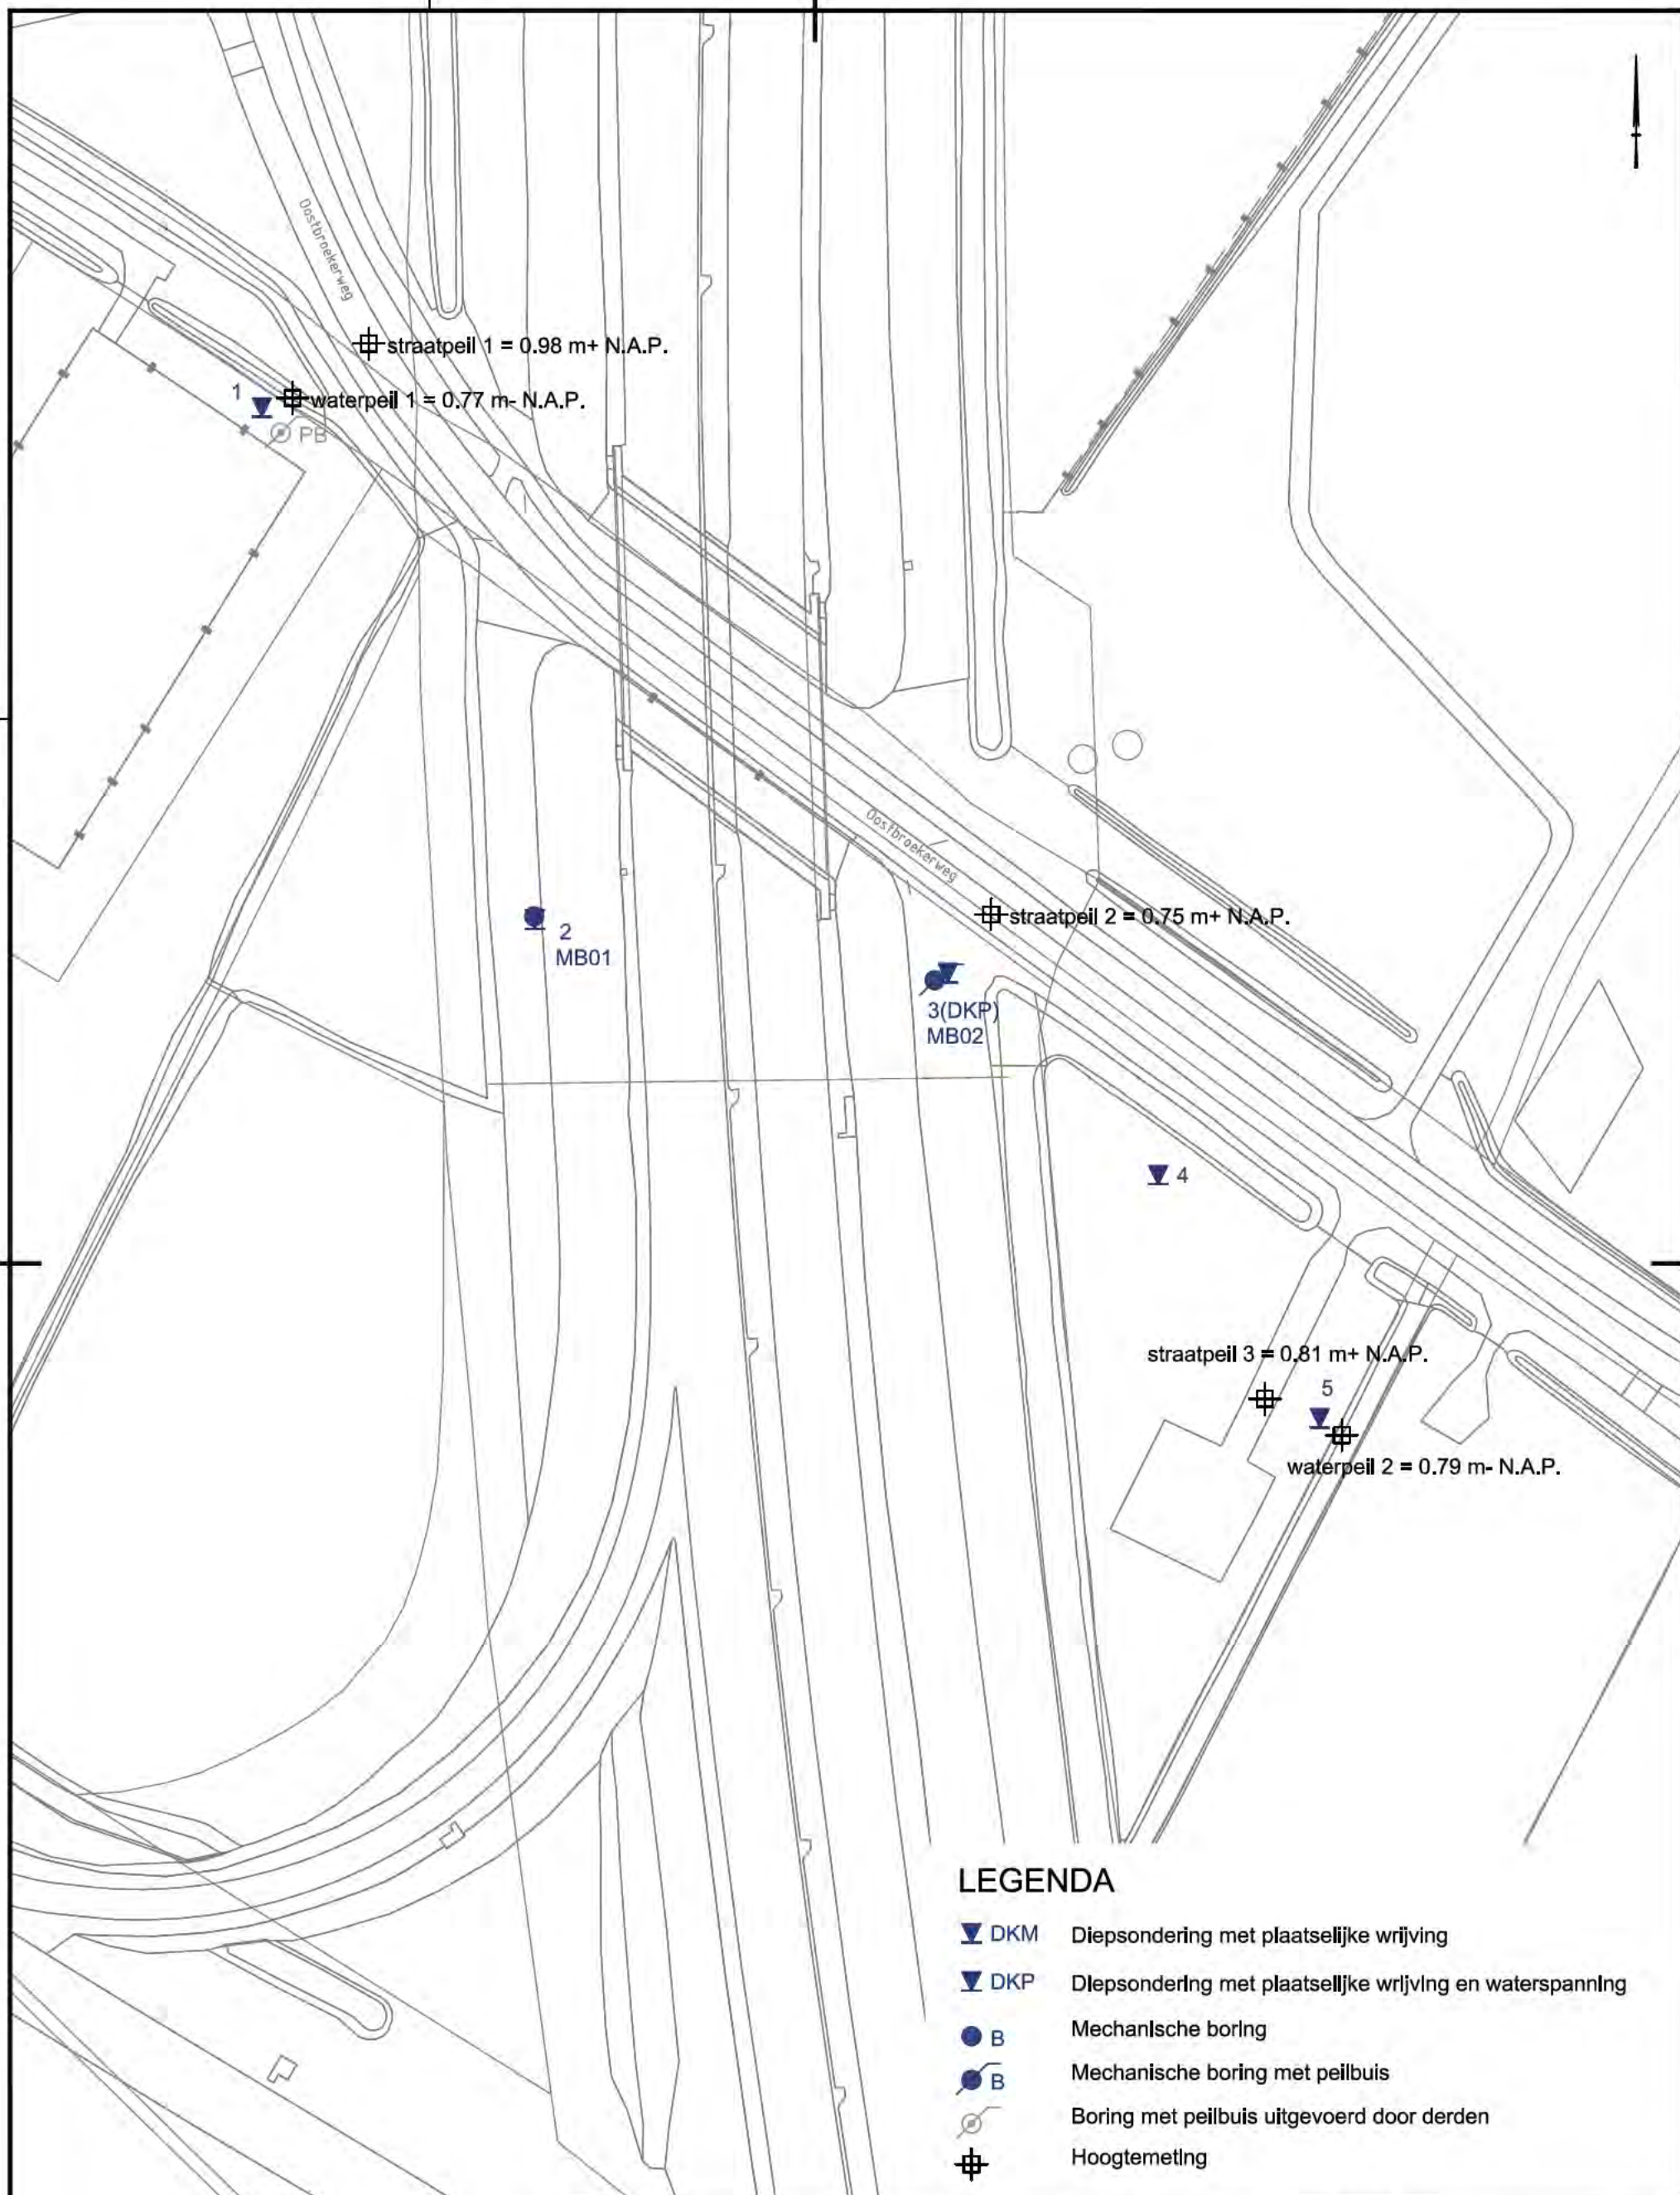 Oostbroekerweg
straatpeil 1 = 0.98 m+ N.A.P.
1
waterpeil 1 = 0.77 m- N.A.P.
PB
Oostbroekerweg
straatpeil 2 = 0.75 m+ N.A.P.
2
MB01
3(DKP)
MB02
4
straatpeil 3 = 0.81 m+ N.A.P.
5
waterpeil 2 = 0.79 m- N.A.P.
LEGENDA
DKM Diepsondering met plaatselijke wrijving
DKP Diepsondering met plaatselijke wrijving en waterspanning
B Mechanische boring
B Mechanische boring met peilbuis
Boring met peilbuis uitgevoerd door derden
Hoogtemeting